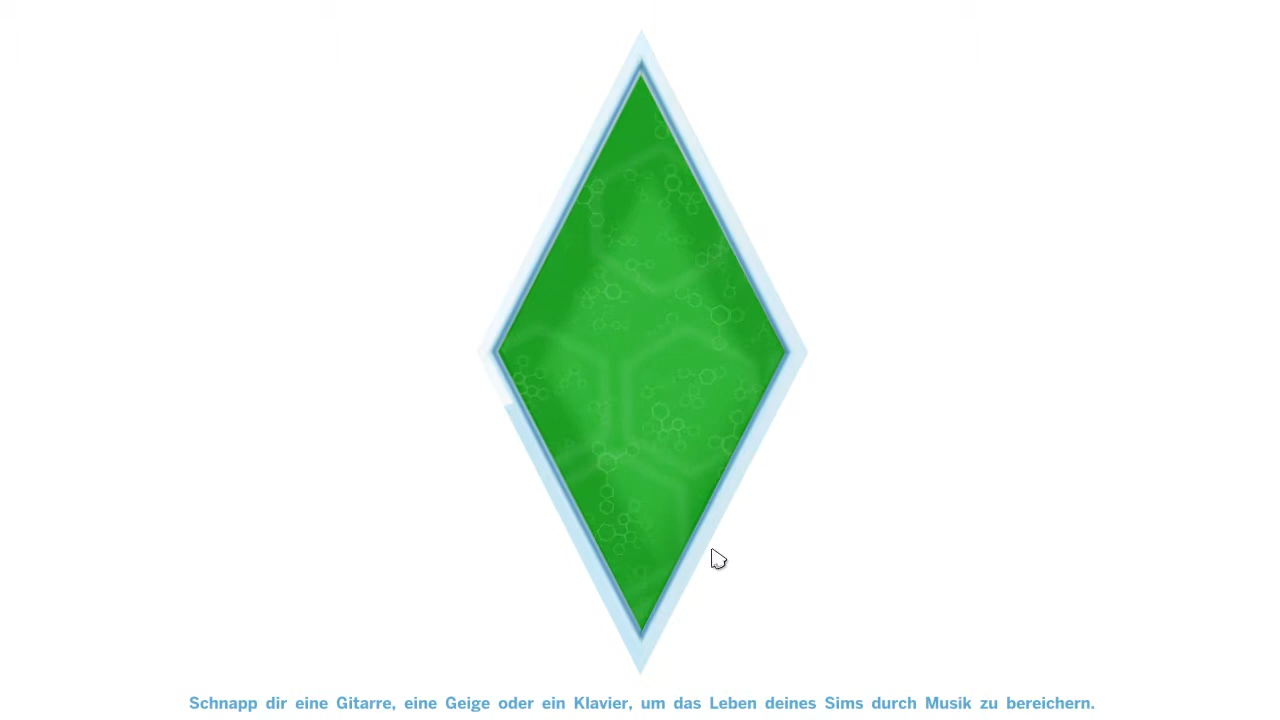 Schnapp dir eine Gitarre, eine Geige oder ein Klavier, um das Leben deines Sims durch Musik zu bereichern.